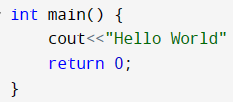 int main() {
cout<<"Hello World"
return 0;
}